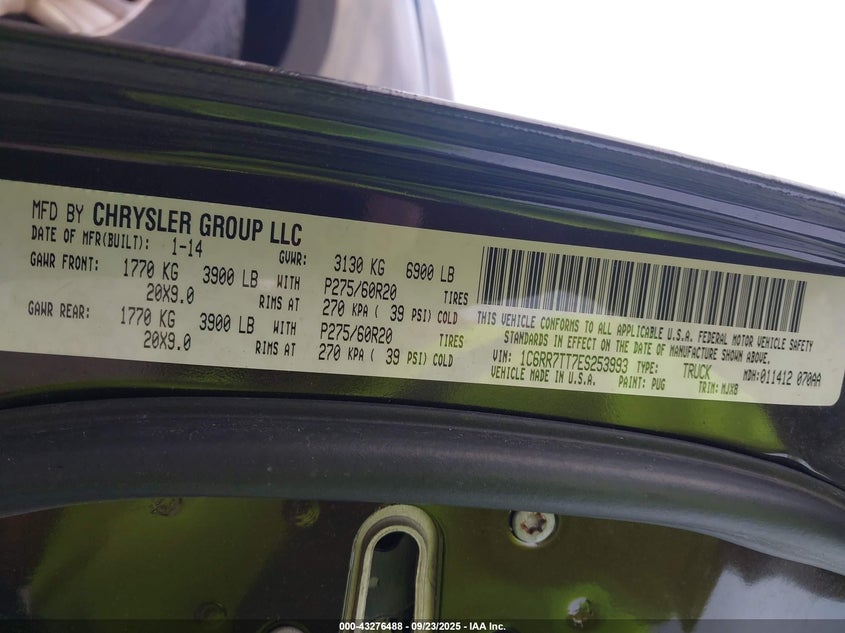 MFD BY CHRYSLER GROUP LLC
DATE OF MFR(BUILT): 1-14 GVWR: 3130 KG 6900 LB
GAWR FRONT: 1770 KG 3900 LB WITH P275/60R20 TIRES
20X9.0 RIMS AT 270 KPA ( 39 PSI) COLD
GAWR REAR: 1770 KG 3900 LB WITH P275/60R20 TIRES
20X9.0 RIMS AT 270 KPA ( 39 PSI) COLD
THIS VEHICLE CONFORMS TO ALL APPLICABLE U.S.A. FEDERAL MOTOR VEHICLE SAFETY
STANDARDS IN EFFECT ON THE DATE OF MANUFACTURE SHOWN ABOVE.
VIN: 1C6RR7TT7ES253993 TYPE: TRUCK MDH:011412 070AA
VEHICLE MADE IN U.S.A. PAINT: PUG TRIM: MJX8
000-43276488 - 09/23/2025 - IAA Inc.